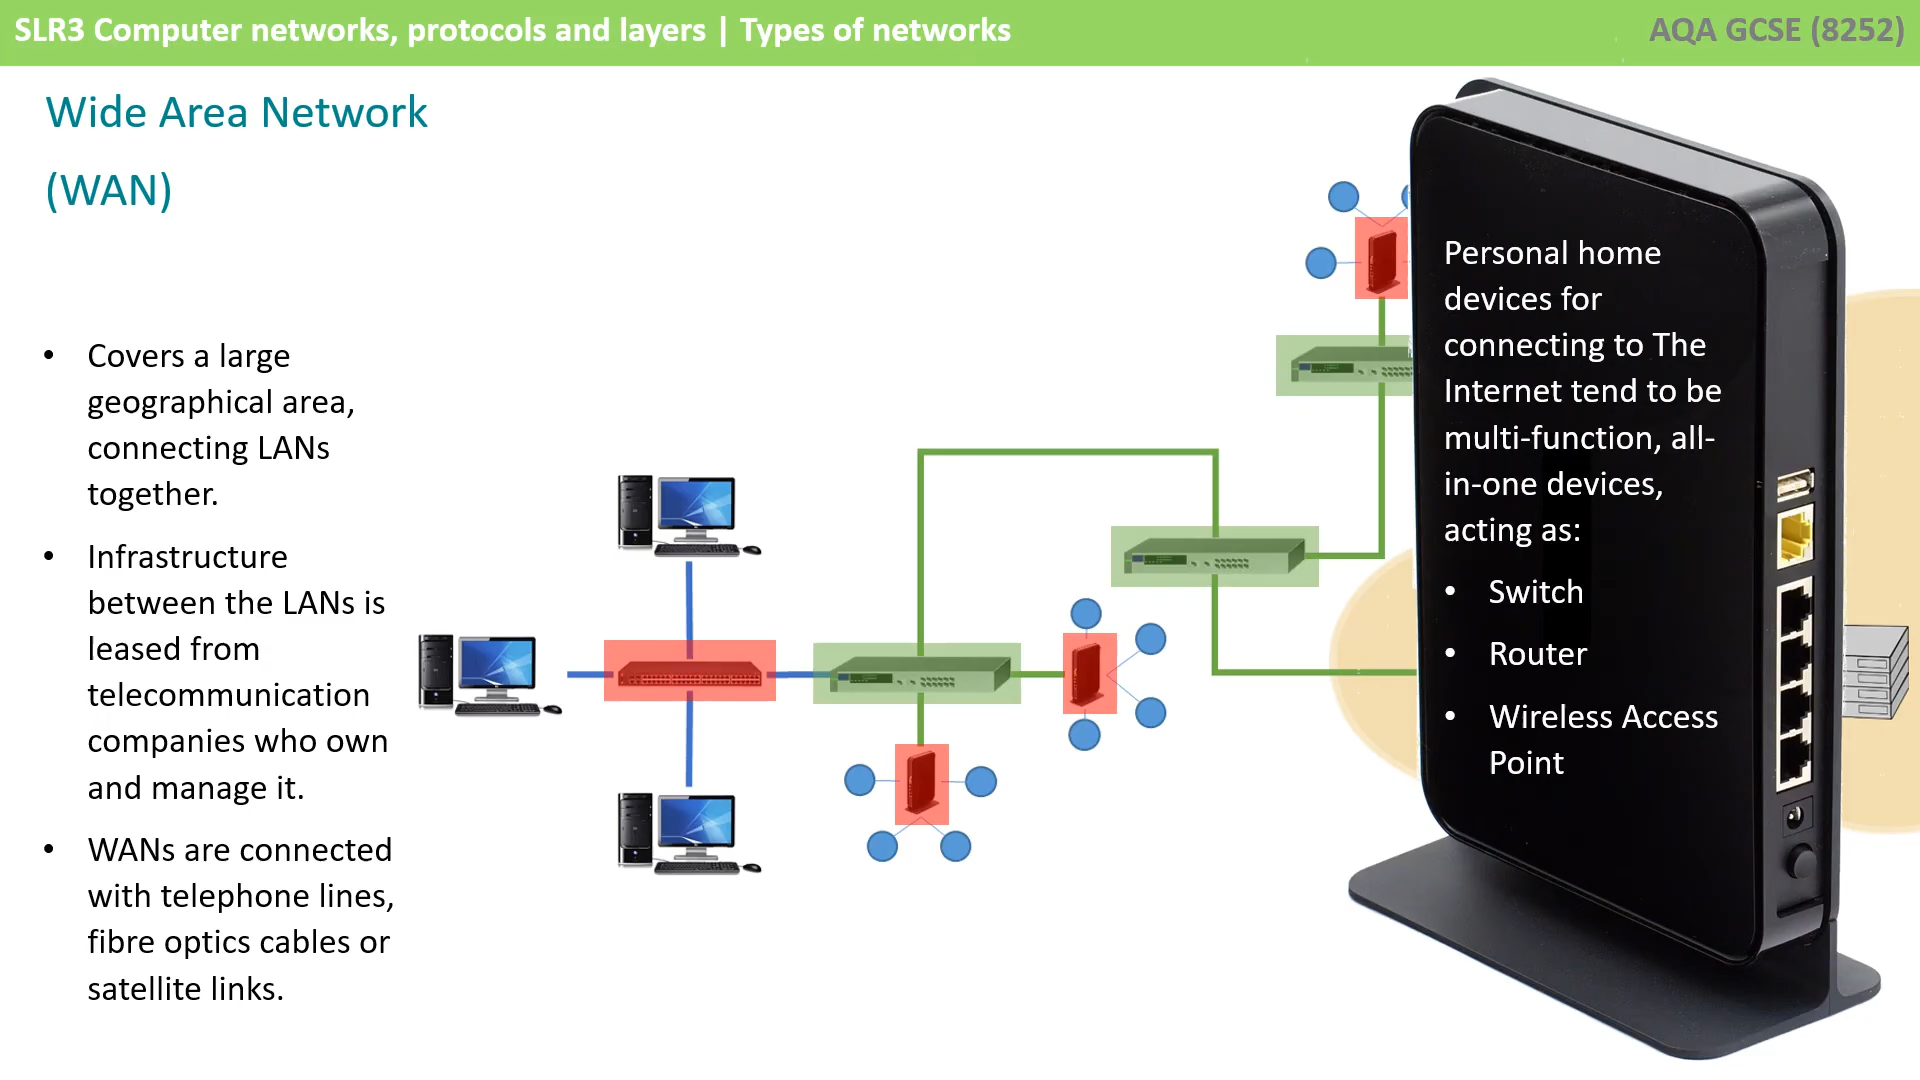 SLR3 Computer networks, protocols and layers | Types of networks
AQA GCSE (8252)
Wide Area Network
(WAN)
• Covers a large
geographical area,
connecting LANs
together.
• Infrastructure
between the LANs is
leased from
telecommunication
companies who own
and manage it.
• WANs are connected
with telephone lines,
fibre optics cables or
satellite links.
Personal home
devices for
connecting to The
Internet tend to be
multi-function, all-
in-one devices,
acting as:
• Switch
• Router
• Wireless Access
Point